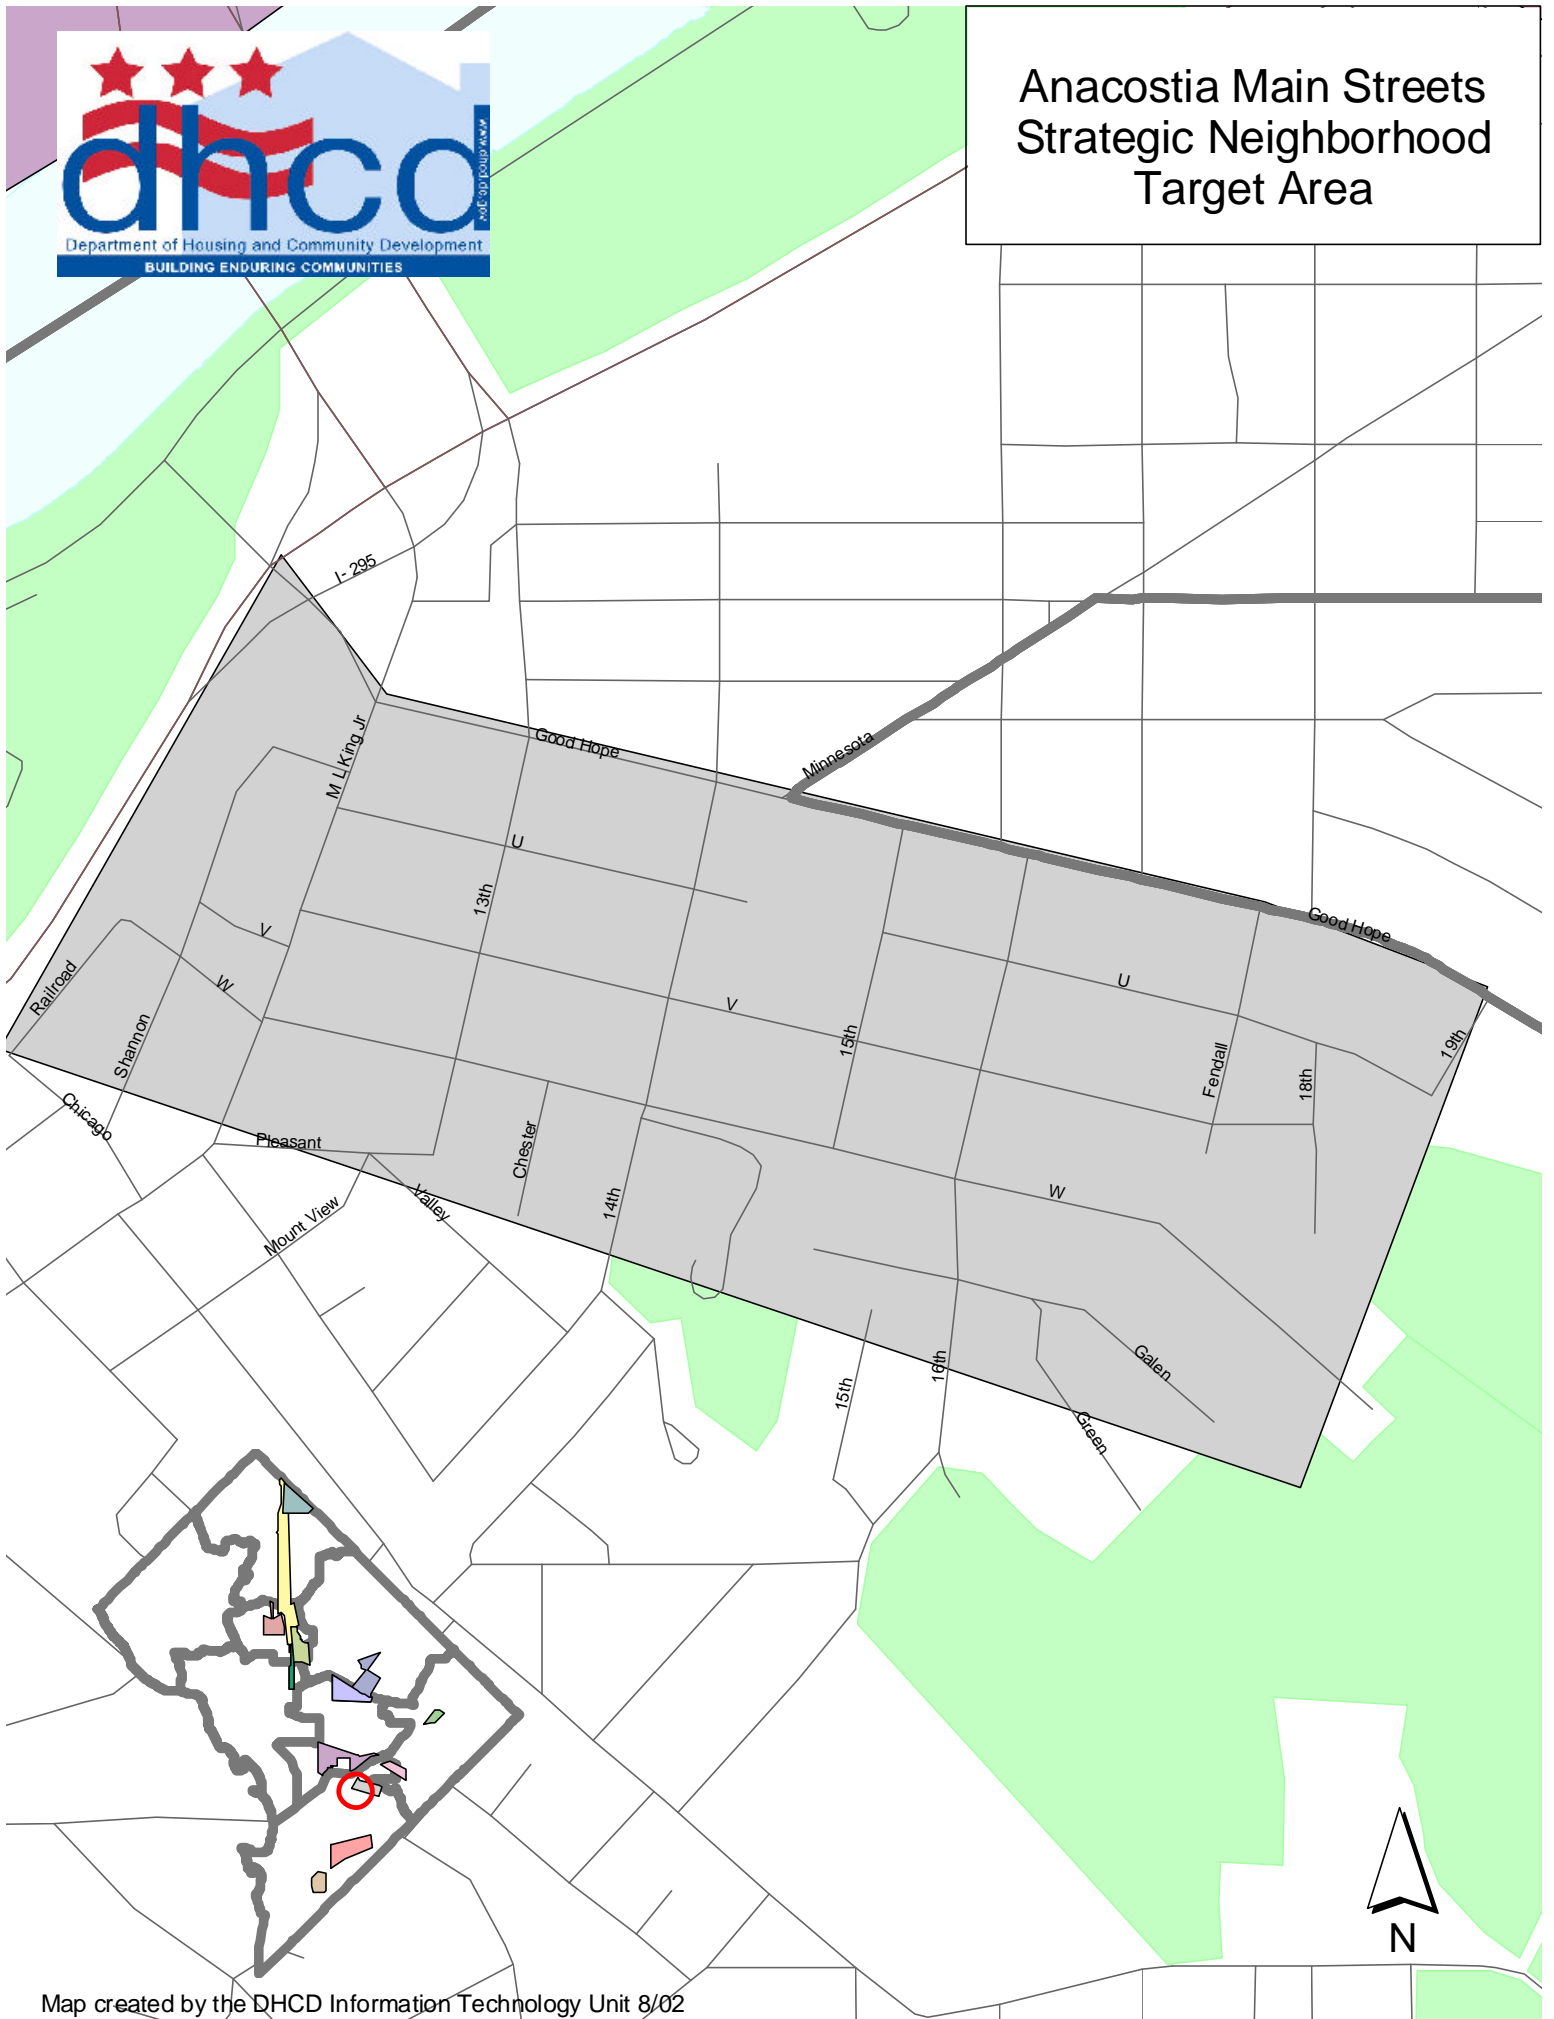 dhcd
www.dhcd.dc.gov
Department of Housing and Community Development
BUILDING ENDURING COMMUNITIES
Anacostia Main Streets
Strategic Neighborhood
Target Area
I-295
M L King Jr
Good Hope
Minnesota
U
13th
V
Good Hope
Railroad
W
U
V
Shannon
15th
Fendall
18th
19th
Chicago
Pleasant
Chester
14th
Valley
Mount View
W
15th
16th
Galen
Green
N
Map created by the DHCD Information Technology Unit 8/02